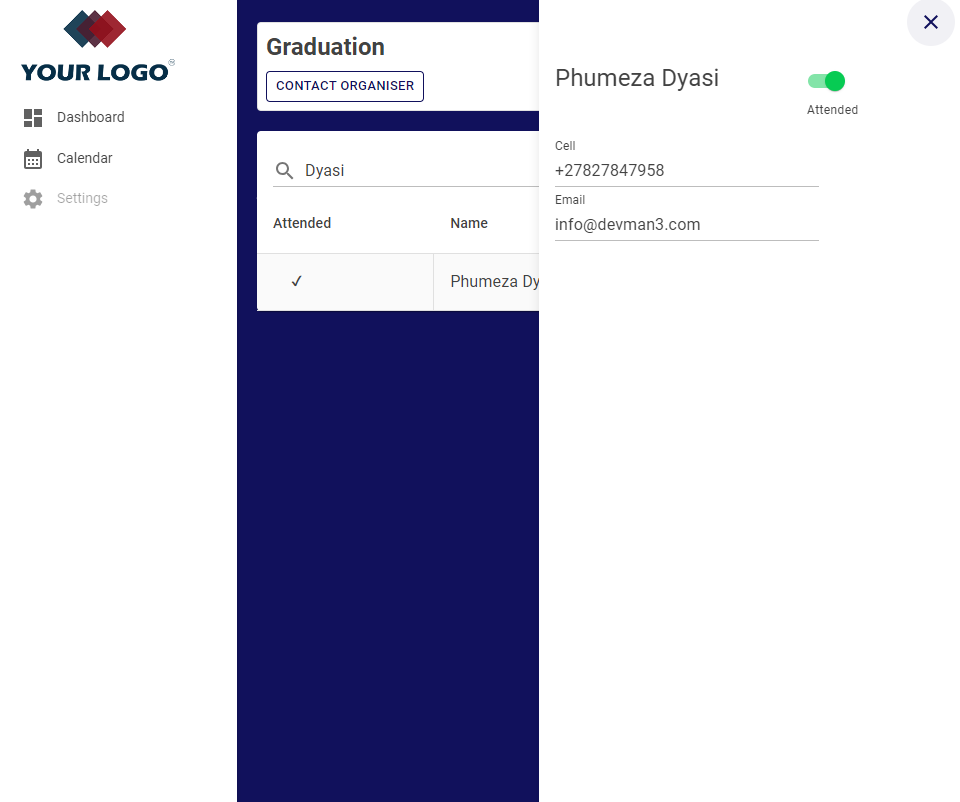 YOUR LOGO®
Dashboard
Calendar
Settings
Graduation
CONTACT ORGANISER
Dyasi
Attended Name
✓ Phumeza Dy
Phumeza Dyasi
Attended
Cell
+27827847958
Email
info@devman3.com